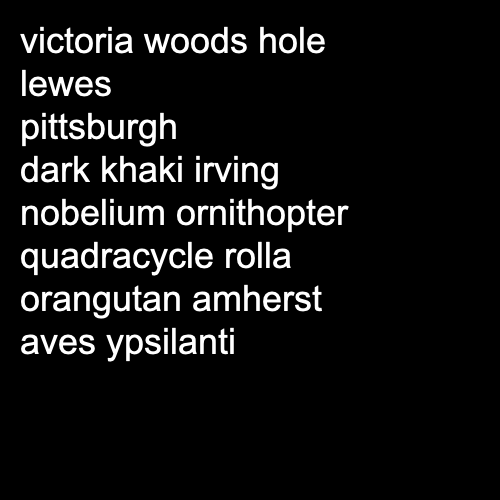 victoria woods hole
lewes
pittsburgh
dark khaki irving
nobelium ornithopter
quadracycle rolla
orangutan amherst
aves ypsilanti